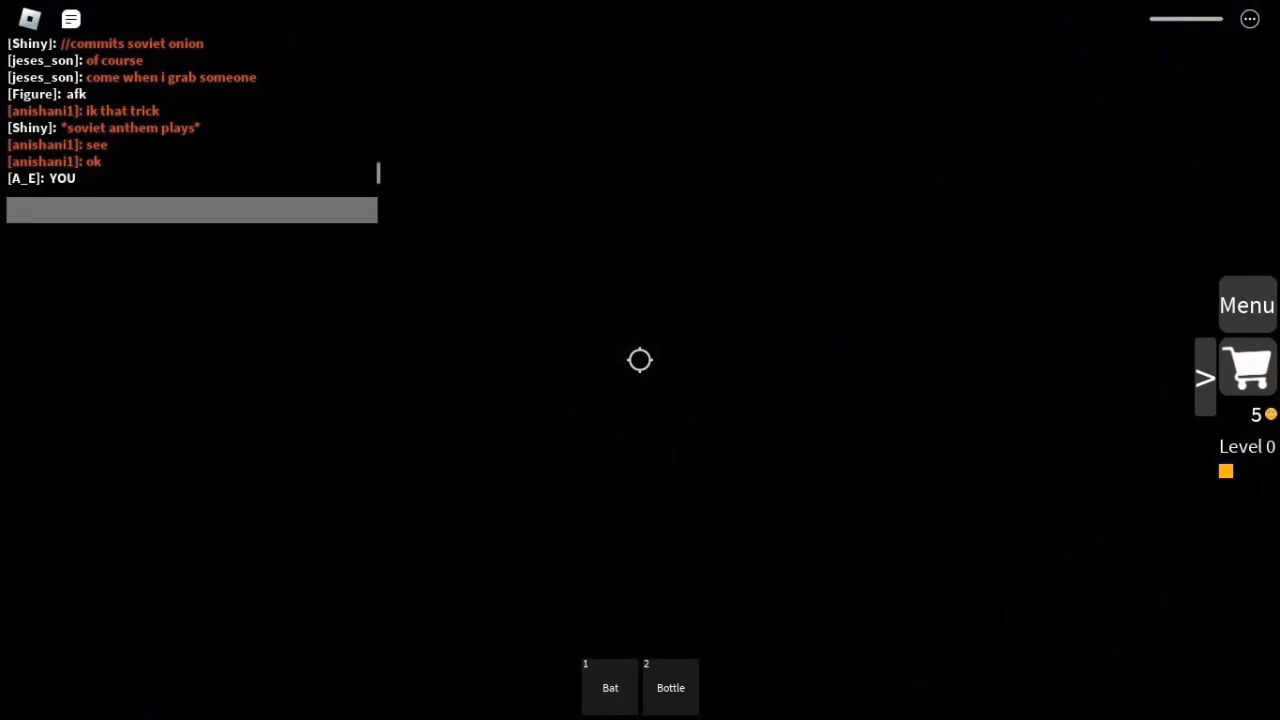 [Shiny]: //commits soviet onion
[jeses_son]: of course
[jeses_son]: come when i grab someone
[Figure]: afk
[anishani1]: ik that trick
[Shiny]: *soviet anthem plays*
[anishani1]: see
[anishani1]: ok
[A_E]: YOU
Menu
>
5
Level 0
1
Bat
2
Bottle